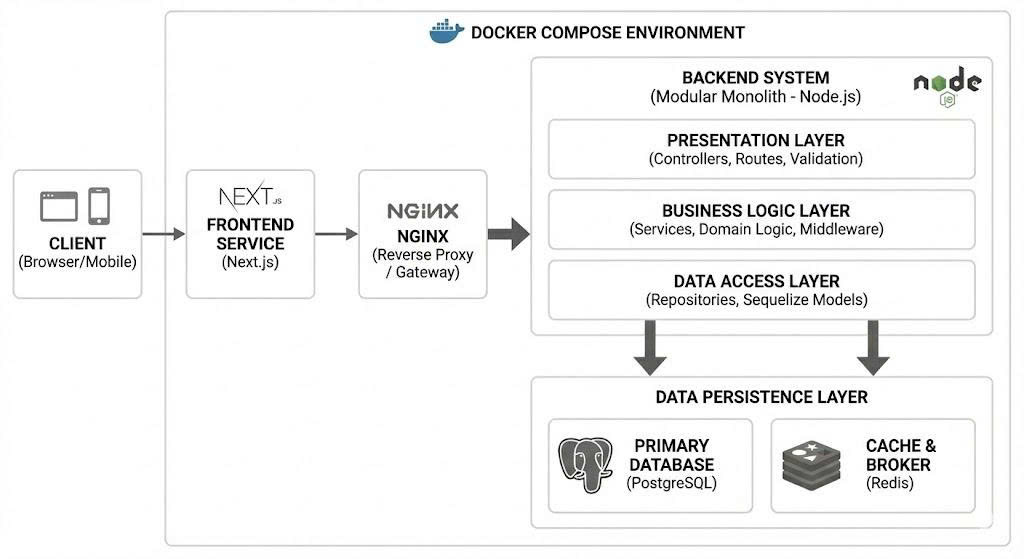 DOCKER COMPOSE ENVIRONMENT
CLIENT
(Browser/Mobile)
NEXT.JS
FRONTEND
SERVICE
(Next.js)
NGINX
NGINX
(Reverse Proxy
/ Gateway)
BACKEND SYSTEM
(Modular Monolith - Node.js)
node
JS
PRESENTATION LAYER
(Controllers, Routes, Validation)
BUSINESS LOGIC LAYER
(Services, Domain Logic, Middleware)
DATA ACCESS LAYER
(Repositories, Sequelize Models)
DATA PERSISTENCE LAYER
PRIMARY
DATABASE
(PostgreSQL)
CACHE &
BROKER
(Redis)